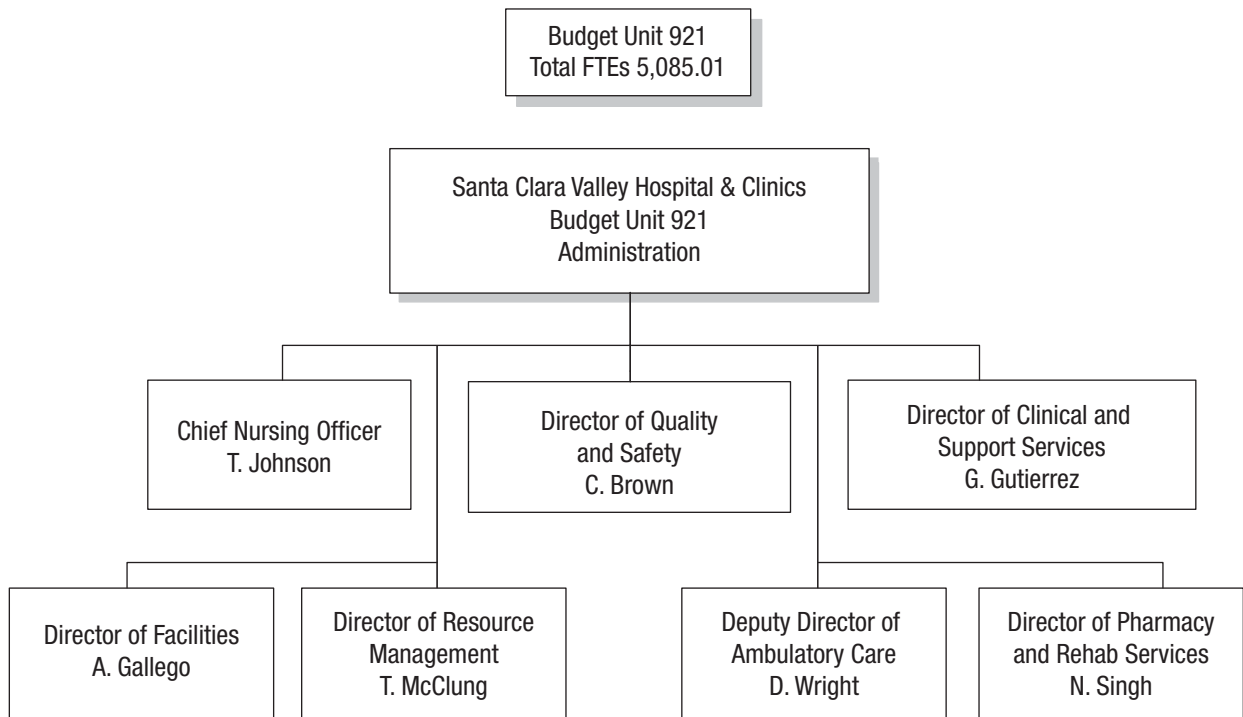 Budget Unit 921
Total FTEs 5,085.01
Santa Clara Valley Hospital & Clinics
Budget Unit 921
Administration
Chief Nursing Officer
T. Johnson
Director of Quality
and Safety
C. Brown
Director of Clinical and
Support Services
G. Gutierrez
Director of Facilities
A. Gallego
Director of Resource
Management
T. McClung
Deputy Director of
Ambulatory Care
D. Wright
Director of Pharmacy
and Rehab Services
N. Singh